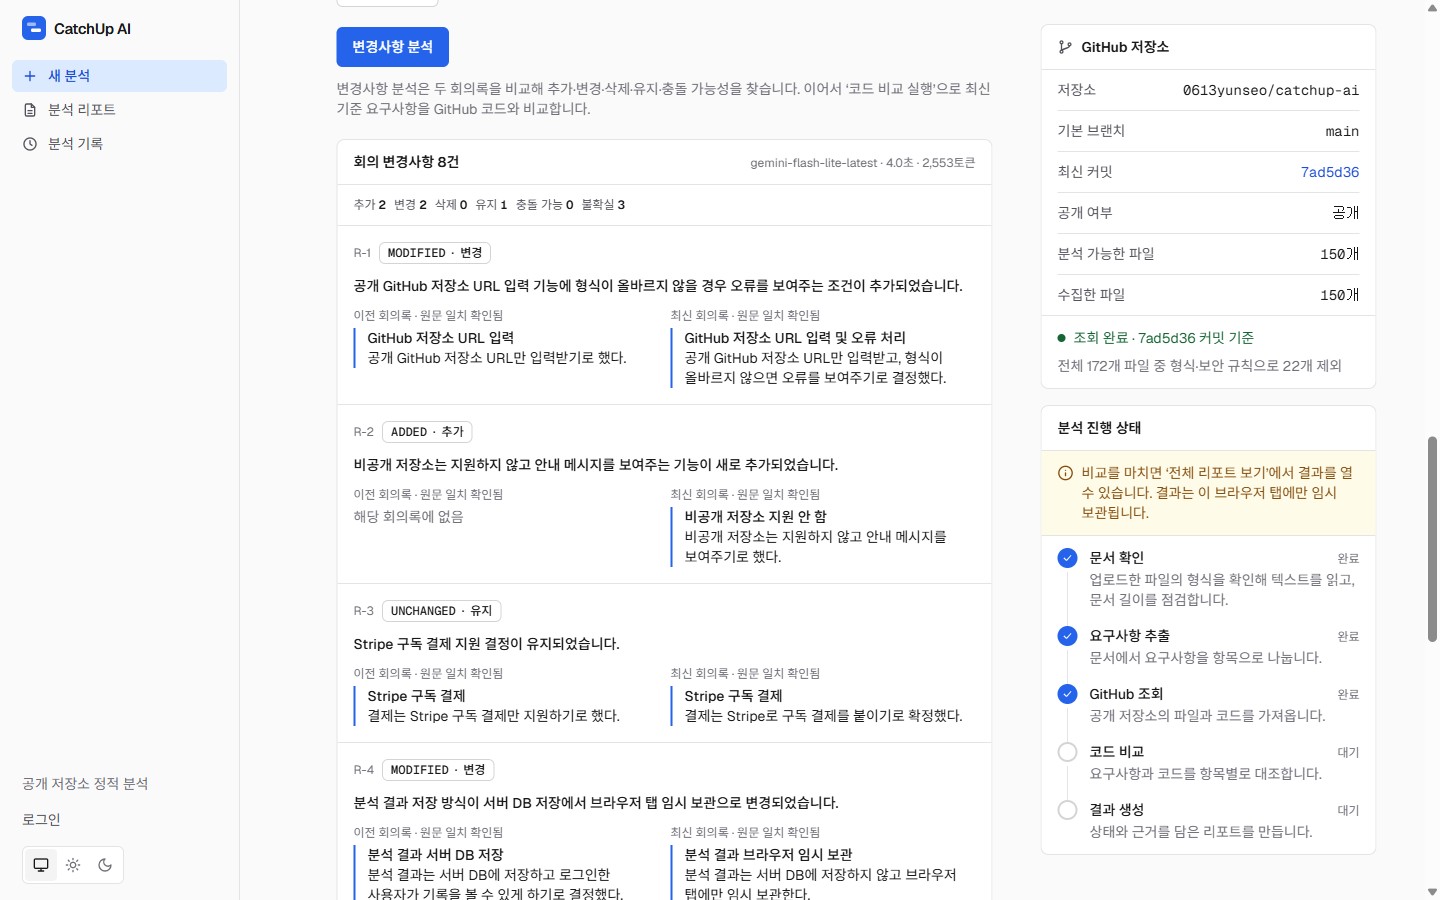 CatchUp AI
새 분석
분석 리포트
분석 기록
공개 저장소 정적 분석
로그인
변경사항 분석
변경사항 분석은 두 회의록을 비교해 추가·변경·삭제·유지·충돌 가능성을 찾습니다. 이어서 ‘코드 비교 실행’으로 최신
기준 요구사항을 GitHub 코드와 비교합니다.
회의 변경사항 8건
gemini-flash-lite-latest · 4.0초 · 2,553토큰
추가 2 변경 2 삭제 0 유지 1 충돌 가능 0 불확실 3
R-1 MODIFIED · 변경
공개 GitHub 저장소 URL 입력 기능에 형식이 올바르지 않을 경우 오류를 보여주는 조건이 추가되었습니다.
이전 회의록 · 원문 일치 확인됨
GitHub 저장소 URL 입력
공개 GitHub 저장소 URL만 입력받기로 했다.
최신 회의록 · 원문 일치 확인됨
GitHub 저장소 URL 입력 및 오류 처리
공개 GitHub 저장소 URL만 입력받고, 형식이
올바르지 않으면 오류를 보여주기로 결정했다.
R-2 ADDED · 추가
비공개 저장소는 지원하지 않고 안내 메시지를 보여주는 기능이 새로 추가되었습니다.
이전 회의록 · 원문 일치 확인됨
해당 회의록에 없음
최신 회의록 · 원문 일치 확인됨
비공개 저장소 지원 안 함
비공개 저장소는 지원하지 않고 안내 메시지를
보여주기로 했다.
R-3 UNCHANGED · 유지
Stripe 구독 결제 지원 결정이 유지되었습니다.
이전 회의록 · 원문 일치 확인됨
Stripe 구독 결제
결제는 Stripe 구독 결제만 지원하기로 했다.
최신 회의록 · 원문 일치 확인됨
Stripe 구독 결제
결제는 Stripe로 구독 결제를 붙이기로 확정했다.
R-4 MODIFIED · 변경
분석 결과 저장 방식이 서버 DB 저장에서 브라우저 탭 임시 보관으로 변경되었습니다.
이전 회의록 · 원문 일치 확인됨
분석 결과 서버 DB 저장
분석 결과는 서버 DB에 저장하고 로그인한
사용자가 기록을 볼 수 있게 하기로 결정했다.
최신 회의록 · 원문 일치 확인됨
분석 결과 브라우저 임시 보관
분석 결과는 서버 DB에 저장하지 않고 브라우저
탭에만 임시 보관한다.
GitHub 저장소
저장소 0613yunseo/catchup-ai
기본 브랜치 main
최신 커밋 7ad5d36
공개 여부 공개
분석 가능한 파일 150개
수집한 파일 150개
조회 완료 · 7ad5d36 커밋 기준
전체 172개 파일 중 형식·보안 규칙으로 22개 제외
분석 진행 상태
비교를 마치면 ‘전체 리포트 보기’에서 결과를 열
수 있습니다. 결과는 이 브라우저 탭에만 임시
보관됩니다.
문서 확인 완료
업로드한 파일의 형식을 확인해 텍스트를 읽고,
문서 길이를 점검합니다.
요구사항 추출 완료
문서에서 요구사항을 항목으로 나눕니다.
GitHub 조회 완료
공개 저장소의 파일과 코드를 가져옵니다.
코드 비교 대기
요구사항과 코드를 항목별로 대조합니다.
결과 생성 대기
상태와 근거를 담은 리포트를 만듭니다.